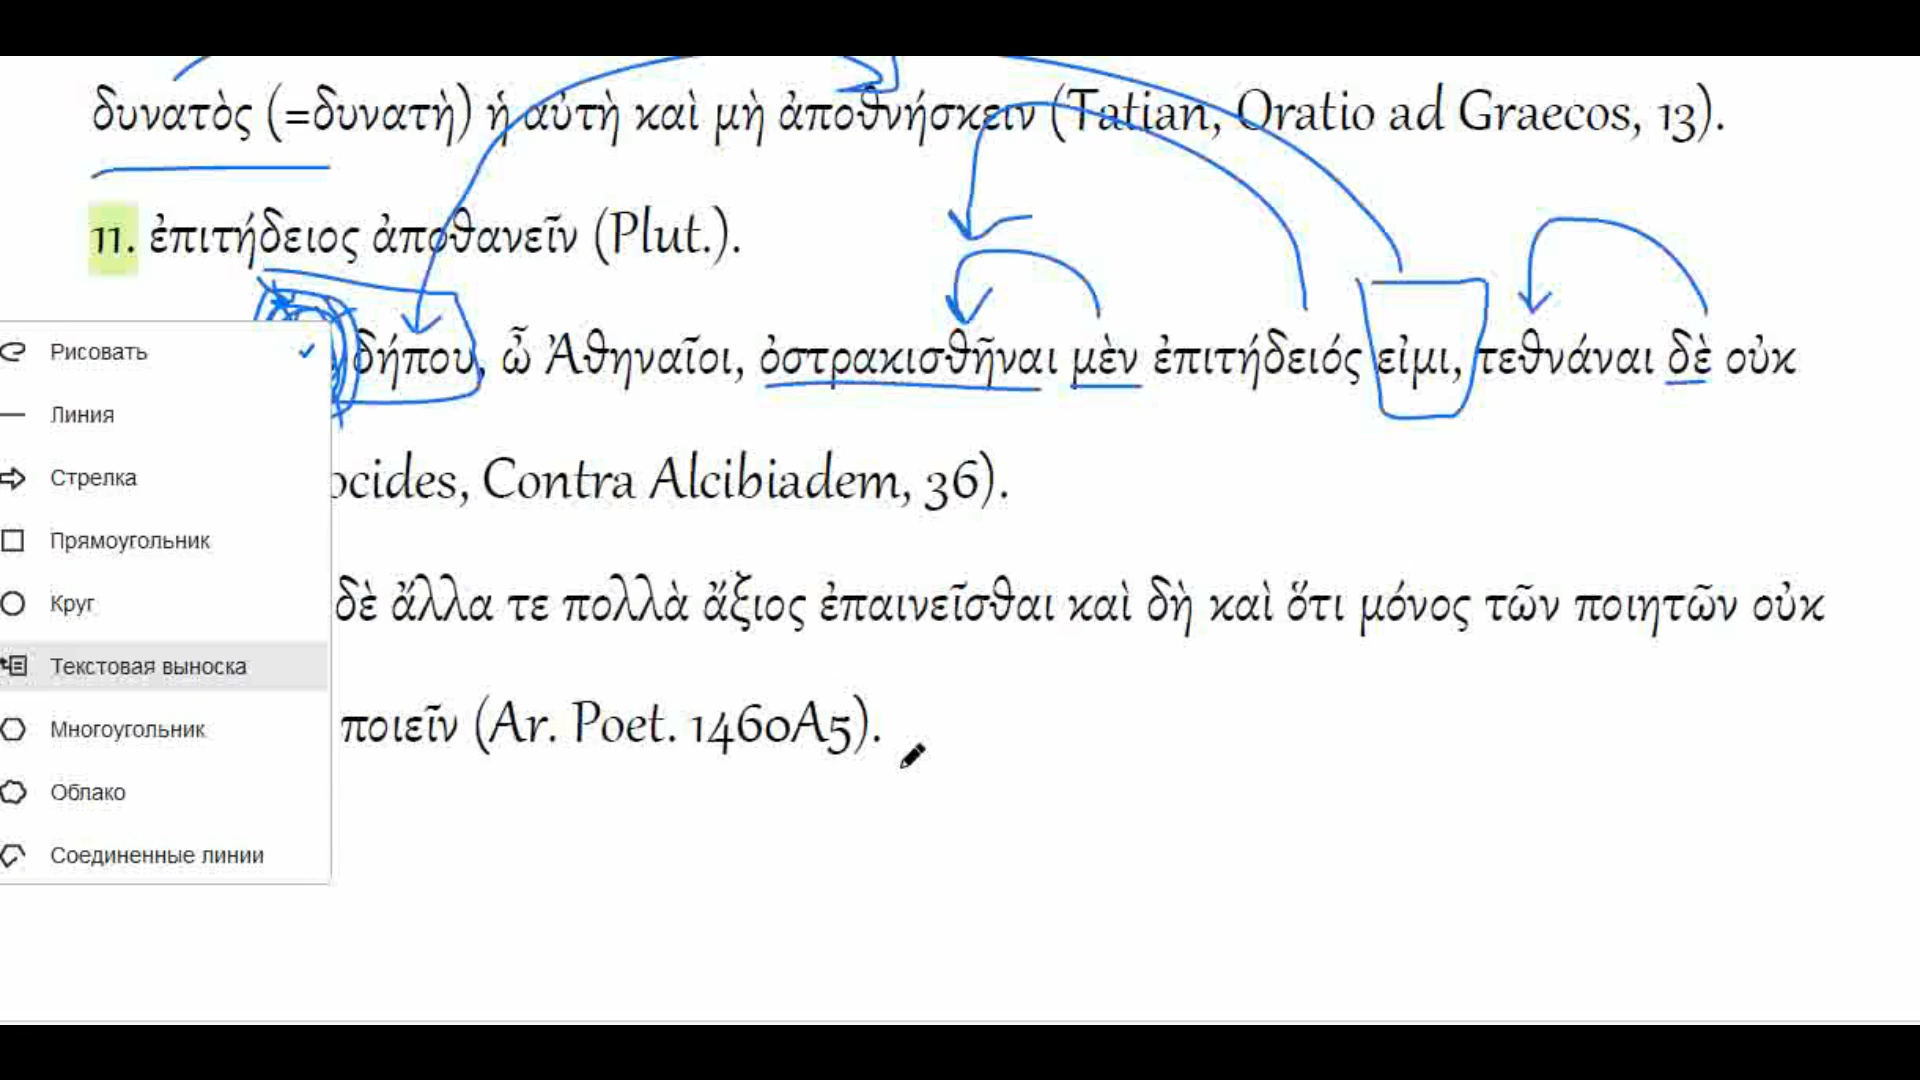 δυνατὸς (=δυνατὴ) ἡ αὐτὴ καὶ μὴ ἀποθνήσκειν (Tatian, Oratio ad Graecos, 13).
11. ἐπιτήδειος ἀποθανεῖν (Plut.).
δήπου, ὦ Ἀθηναῖοι, ὀστρακισθῆναι μὲν ἐπιτήδειός εἰμι, τεθνάναι δὲ οὐκ
ocides, Contra Alcibiadem, 36).
δὲ ἄλλα τε πολλὰ ἄξιος ἐπαινεῖσθαι καὶ δὴ καὶ ὅτι μόνος τῶν ποιητῶν οὐκ
ποιεῖν (Ar. Poet. 1460A5).
Рисовать
Линия
Стрелка
Прямоугольник
Круг
Текстовая выноска
Многоугольник
Облако
Соединенные линии